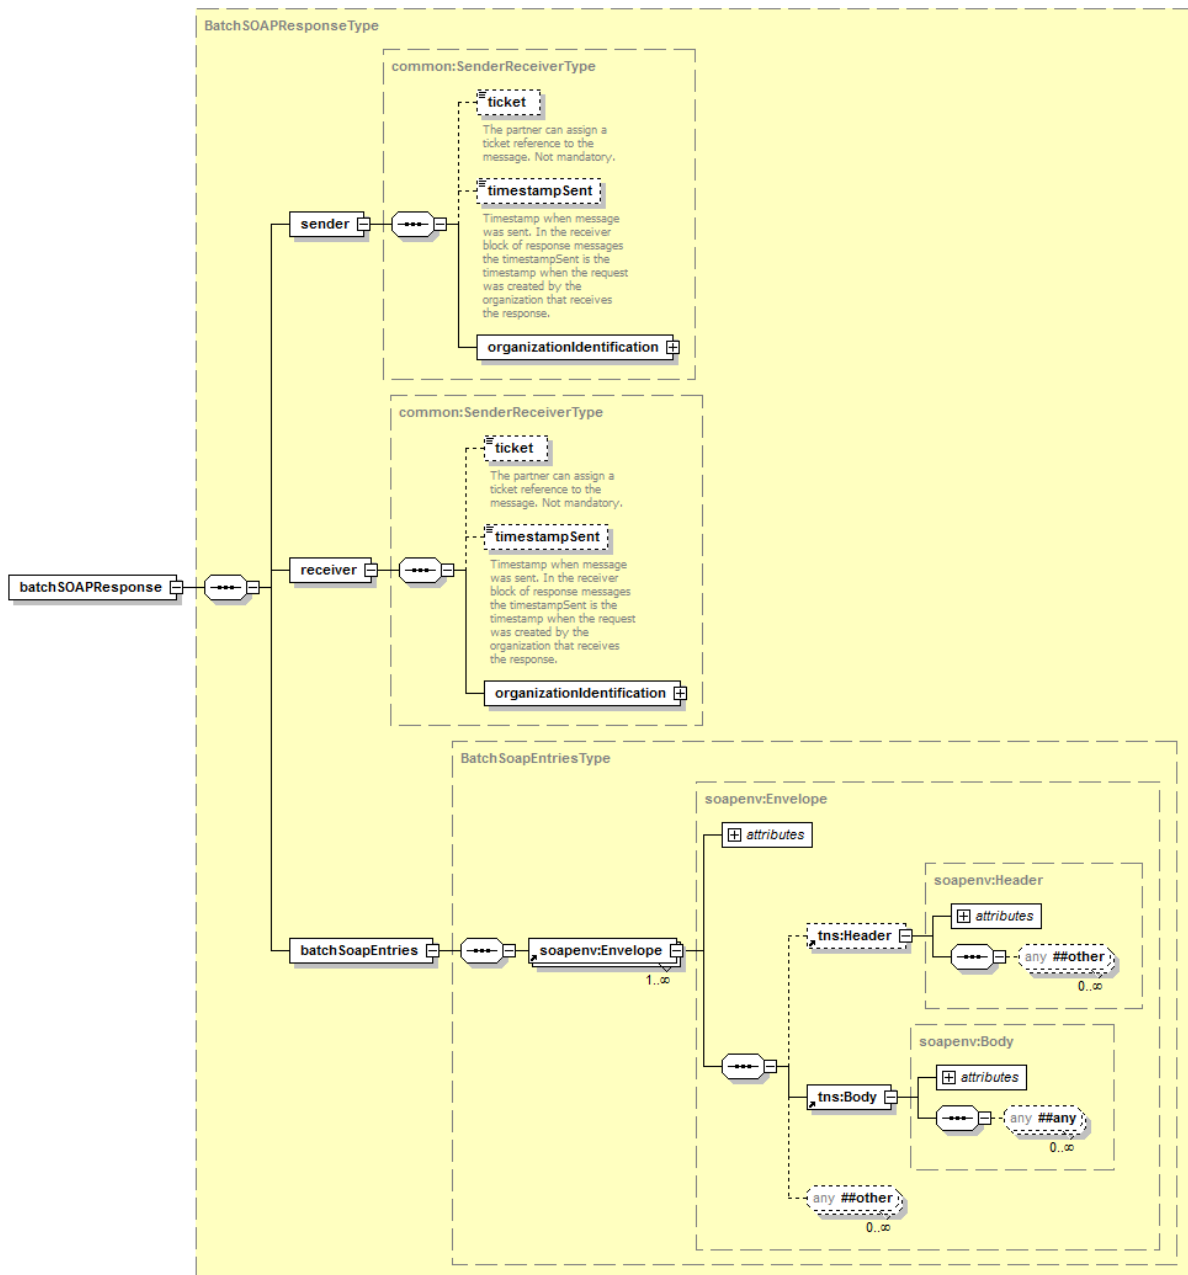 BatchSOAPResponseType
common:SenderReceiverType
ticket
The partner can assign a
ticket reference to the
message. Not mandatory.
timestampSent
Timestamp when message
was sent. In the receiver
block of response messages
the timestampSent is the
timestamp when the request
was created by the
organization that receives
the response.
sender
organizationIdentification
common:SenderReceiverType
ticket
The partner can assign a
ticket reference to the
message. Not mandatory.
timestampSent
Timestamp when message
was sent. In the receiver
block of response messages
the timestampSent is the
timestamp when the request
was created by the
organization that receives
the response.
receiver
batchSOAPResponse
organizationIdentification
BatchSoapEntriesType
soapenv:Envelope
attributes
soapenv:Header
attributes
tns:Header
any ##other
0..∞
batchSoapEntries
soapenv:Envelope
1..∞
soapenv:Body
attributes
tns:Body
any ##any
0..∞
any ##other
0..∞